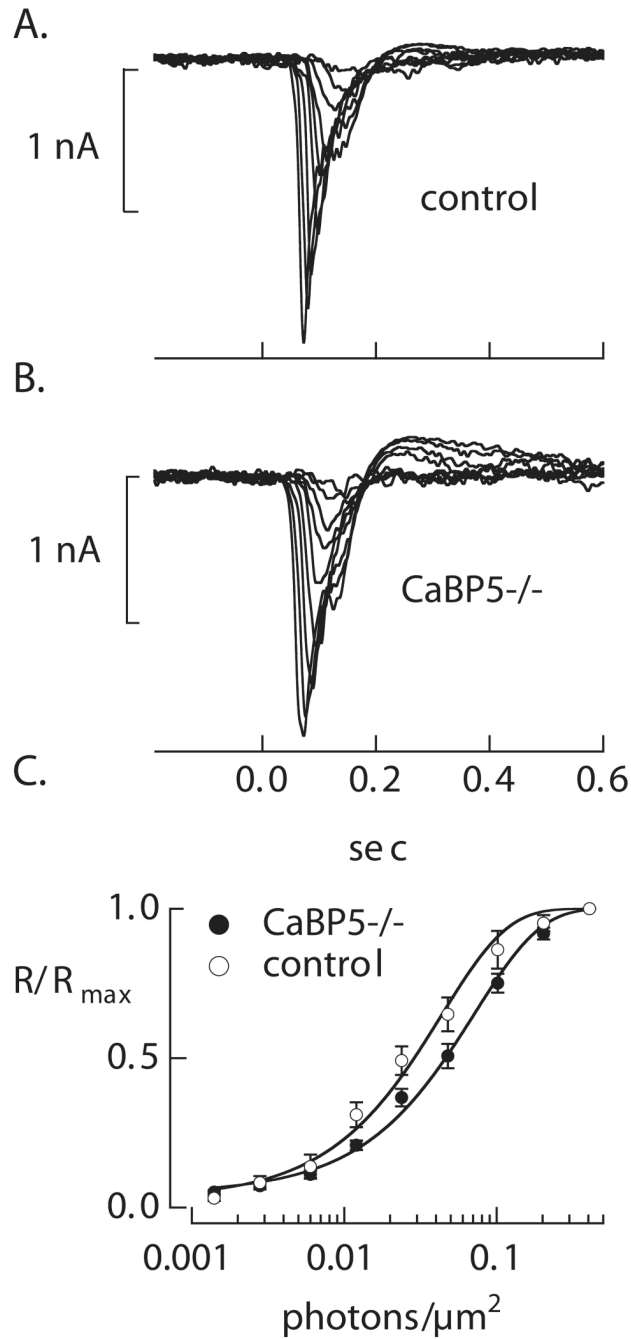 A.
1 nA
control
B.
1 nA
CaBP5-/-
0.0 0.2 0.4 0.6
se c
C.
CaBP5-/-
control
R/Rmax
1.0
0.5
0.0
0.001 0.01 0.1
photons/µm²